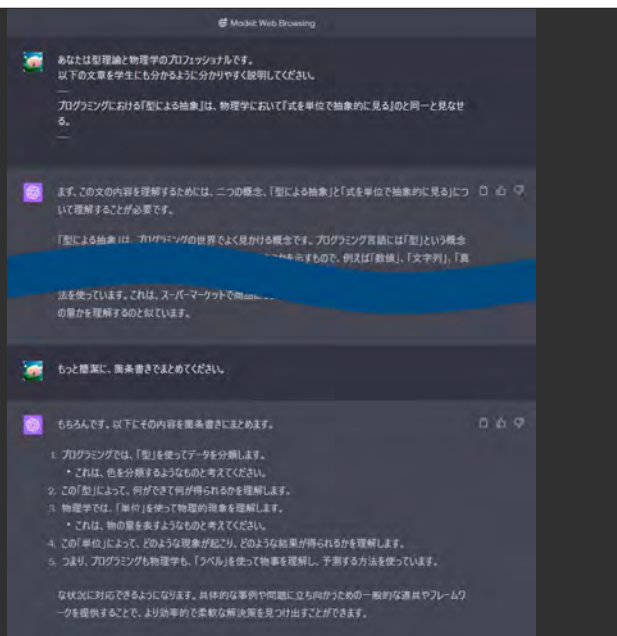 Model: Web Browsing
あなたは型理論と物理学のプロフェッショナルです。
以下の文章を学生にも分かるように分かりやすく説明してください。
—
プログラミングにおける「型による抽象」は、物理学において「式を単位で抽象的に見る」のと同一と見なせ
る。
—
まず、この文の内容を理解するためには、二つの概念、「型による抽象」と「式を単位で抽象的に見る」につ
いて理解することが必要です。
「型による抽象」は、プログラミングの世界でよく見かける概念です。プログラミング言語には「型」という概念
を示すもので、例えば「数値」、「文字列」、「真
法を使っています。これは、スーパーマーケットで商品
の量かを理解するのと似ています。
もっと簡潔に、箇条書きでまとめてください。
もちろんです。以下にその内容を箇条書きにまとめます。
1. プログラミングでは、「型」を使ってデータを分類します。
• これは、色を分類するようなものと考えてください。
2. この「型」によって、何ができて何が得られるかを理解します。
3. 物理学では、「単位」を使って物理的現象を理解します。
• これは、物の量を表すようなものと考えてください。
4. この「単位」によって、どのような現象が起こり、どのような結果が得られるかを理解します。
5. つまり、プログラミングも物理学も、「ラベル」を使って物事を理解し、予測する方法を使っています。
な状況に対応できるようになります。具体的な事例や問題に立ち向かうための一般的な道具やフレームワ
ークを提供することで、より効率的で柔軟な解決策を見つけ出すことができます。